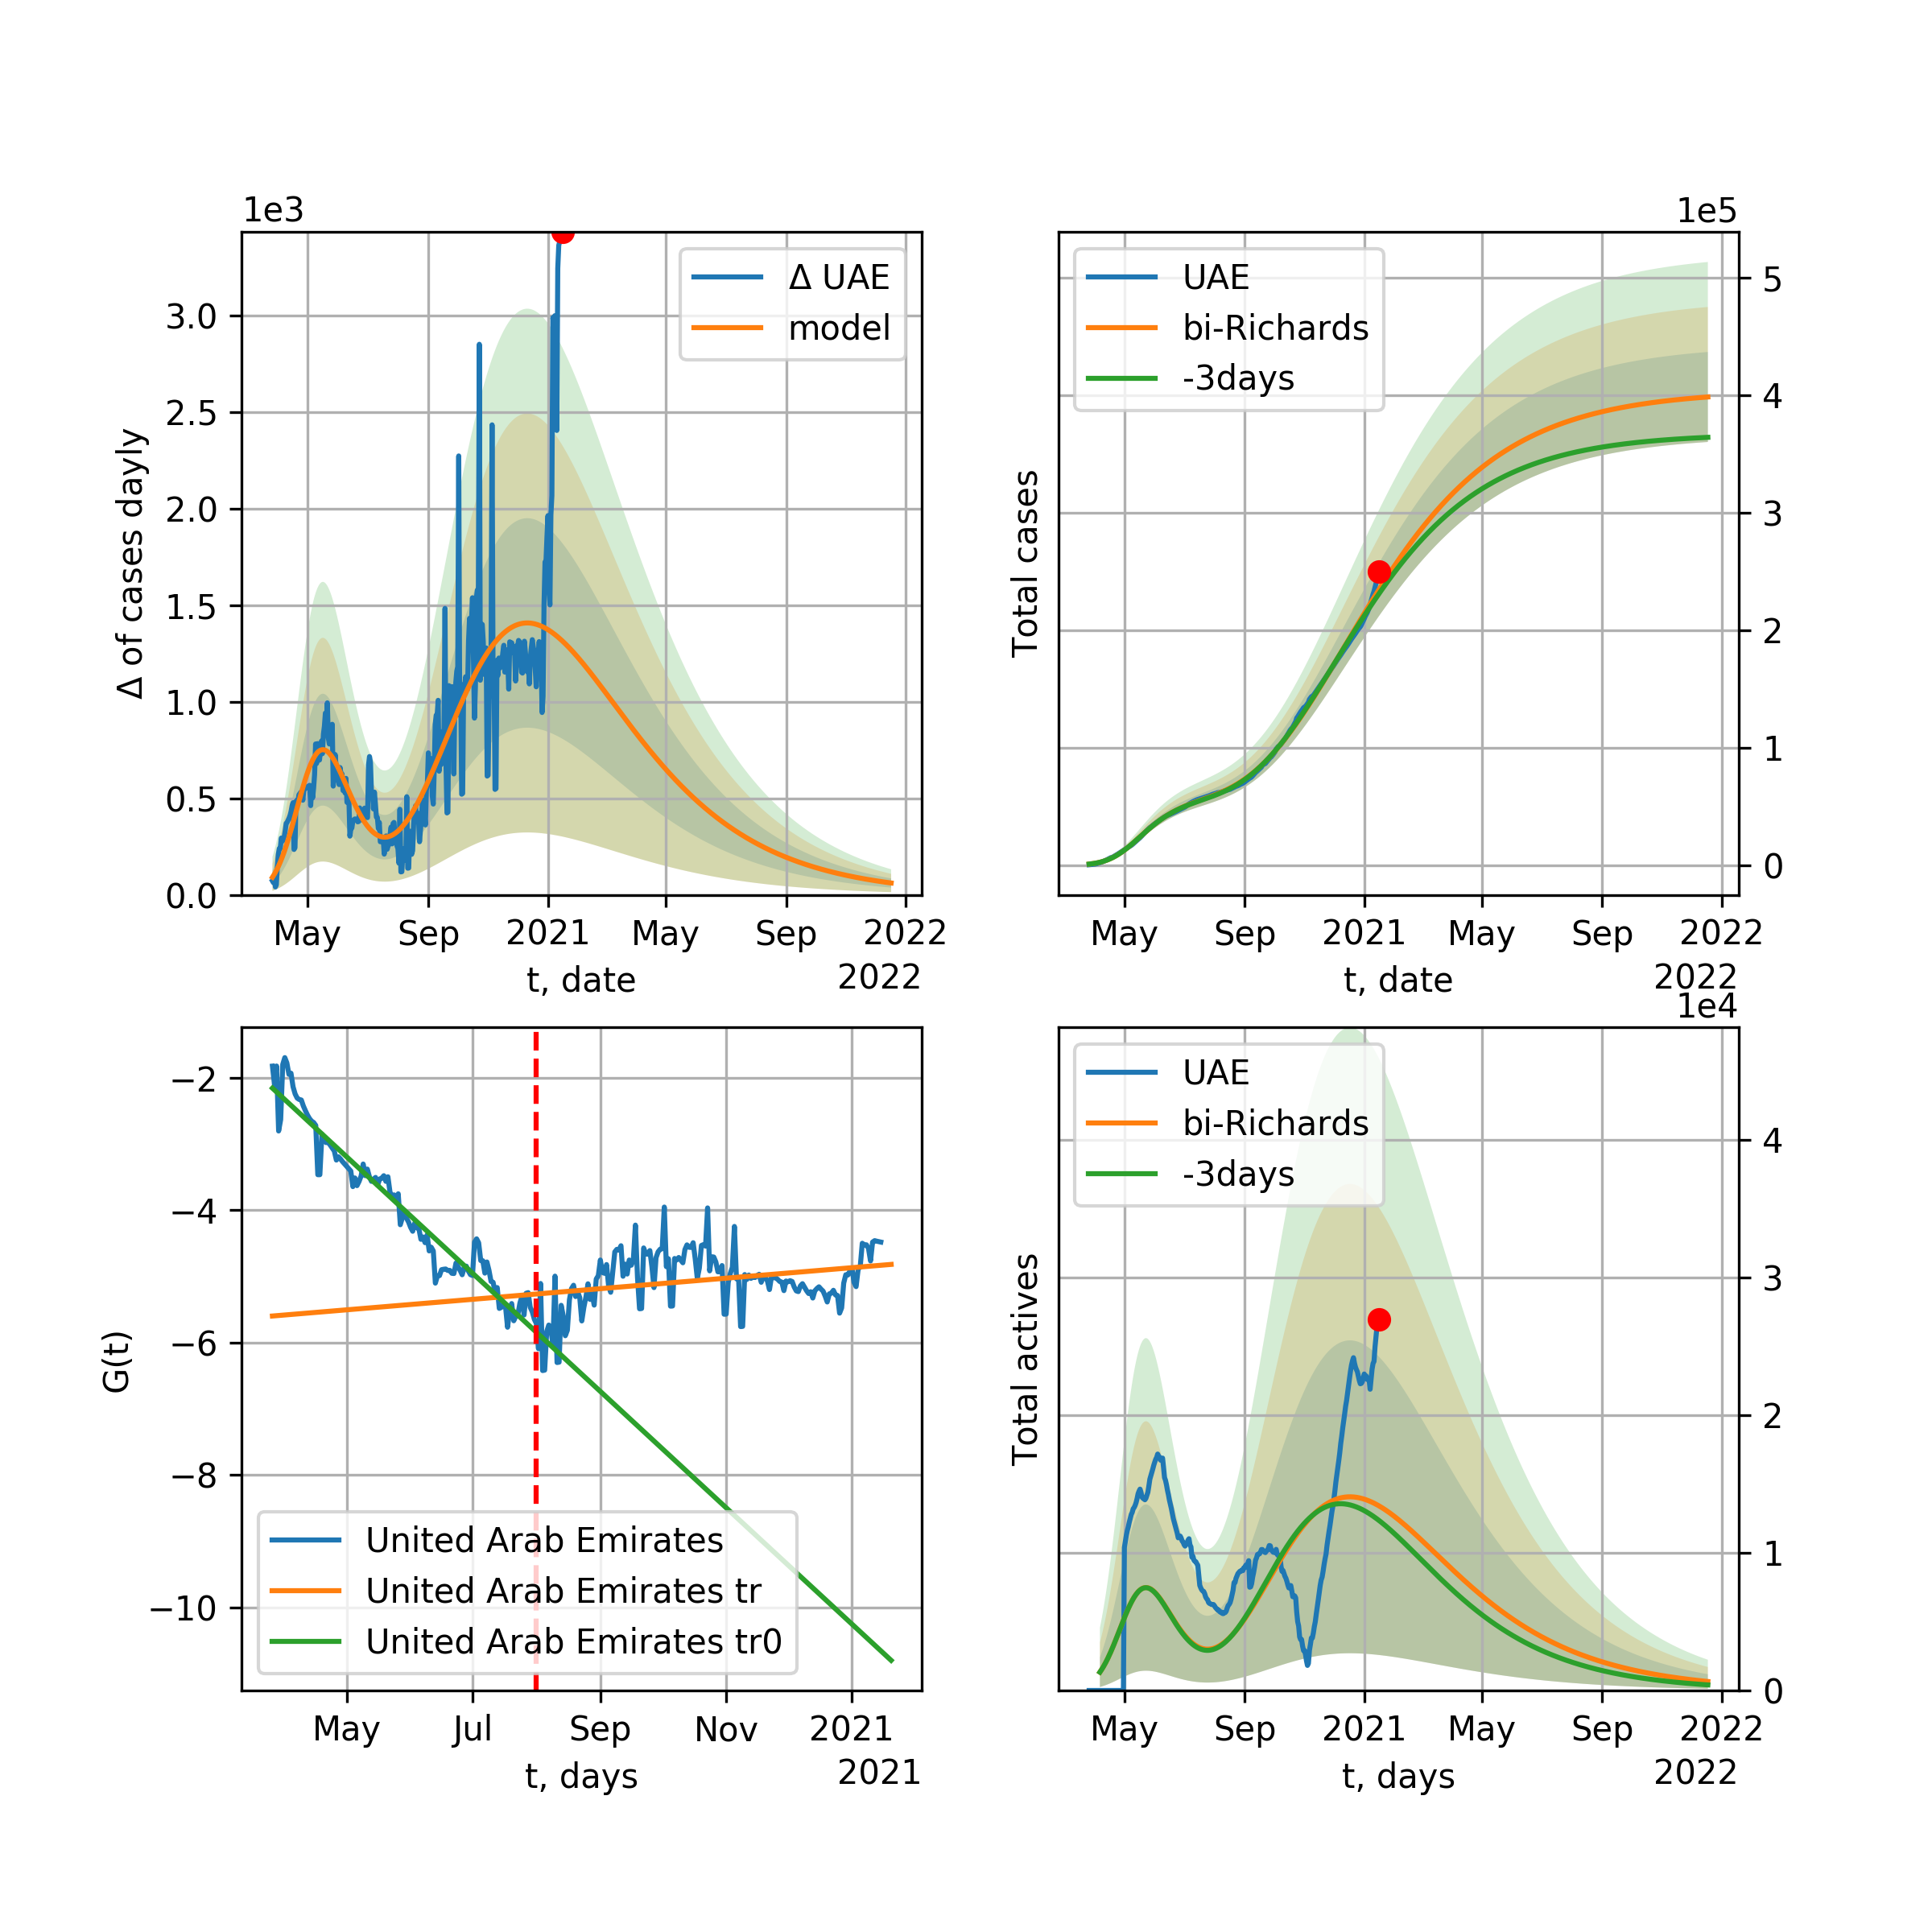 1e3
Δ of cases dayly
3.0
2.5
2.0
1.5
1.0
0.5
0.0
Δ UAE
model
May Sep 2021 May Sep 2022
t, date
2022
1e5
Total cases
UAE
bi-Richards
-3days
5
4
3
2
1
0
May Sep 2021 May Sep 2022
t, date
2022
G(t)
−2
−4
−6
−8
−10
United Arab Emirates
United Arab Emirates tr
United Arab Emirates tr0
May Jul Sep Nov 2021
t, days
2021
1e4
Total actives
UAE
bi-Richards
-3days
4
3
2
1
0
May Sep 2021 May Sep 2022
t, days
2022